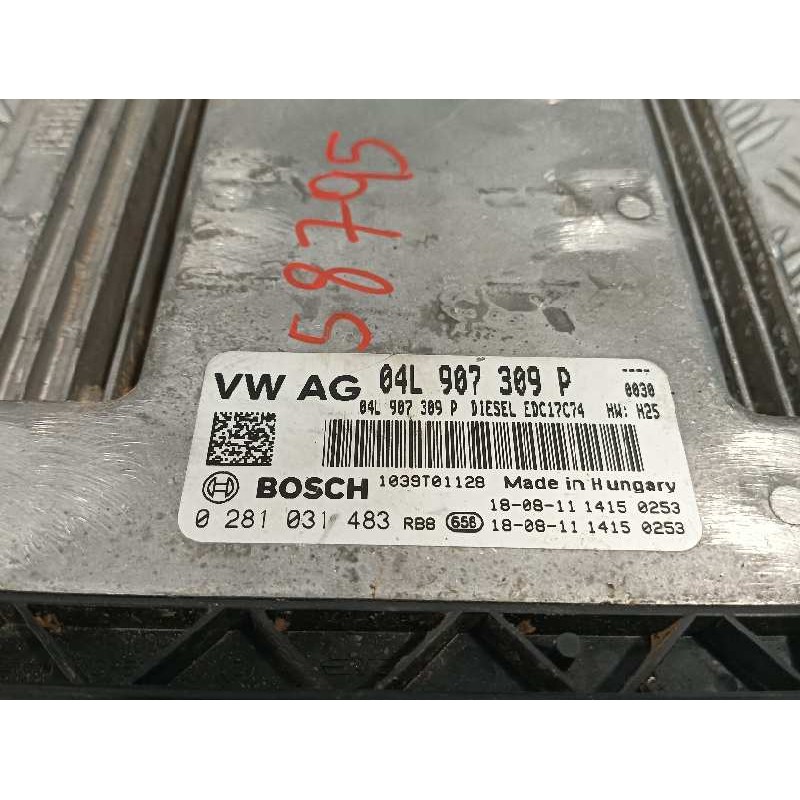 58795
VW AG 04L 907 309 P ----
0030
04L 907 309 P DIESEL EDC17C74 HW: H25
BOSCH 1039T01128 Made in Hungary
18-08-11 1415 0253
0 281 031 483 RB8 656 18-08-11 1415 0253